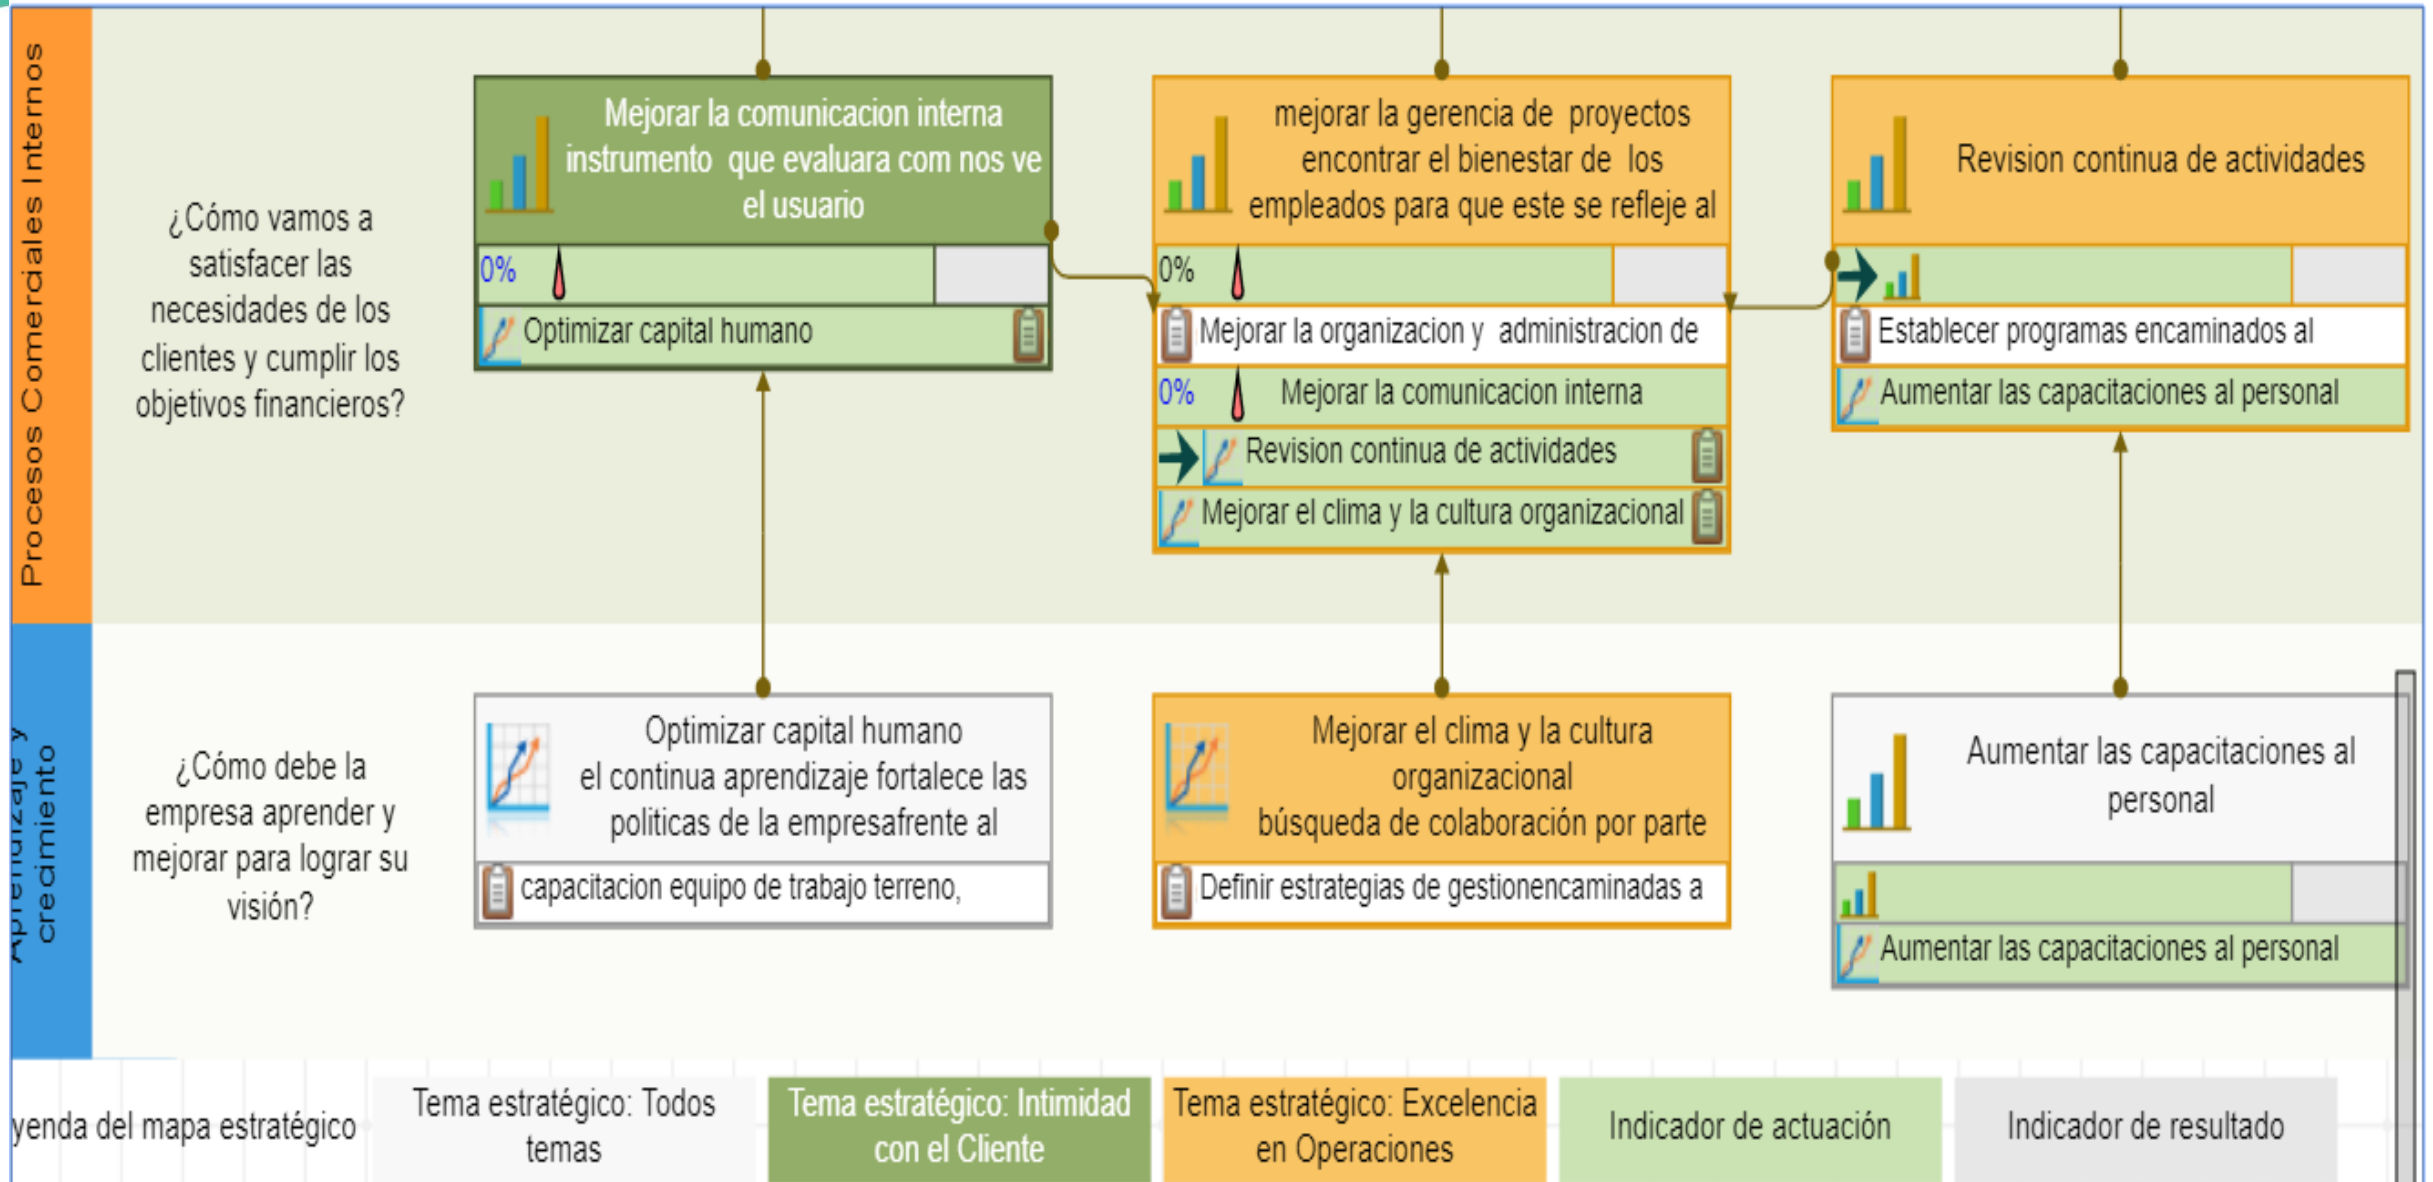 Procesos Comerciales Internos
¿Cómo vamos a
satisfacer las
necesidades de los
clientes y cumplir los
objetivos financieros?
Mejorar la comunicacion interna
instrumento que evaluara com nos ve
el usuario
0%
Optimizar capital humano
mejorar la gerencia de proyectos
encontrar el bienestar de los
empleados para que este se refleje al
0%
Mejorar la organizacion y administracion de
0% Mejorar la comunicacion interna
Revision continua de actividades
Mejorar el clima y la cultura organizacional
Revision continua de actividades
Establecer programas encaminados al
Aumentar las capacitaciones al personal
Aprendizaje y
crecimiento
¿Cómo debe la
empresa aprender y
mejorar para lograr su
visión?
Optimizar capital humano
el continua aprendizaje fortalece las
politicas de la empresafrente al
capacitacion equipo de trabajo terreno,
Mejorar el clima y la cultura
organizacional
búsqueda de colaboración por parte
Definir estrategias de gestionencaminadas a
Aumentar las capacitaciones al
personal
Aumentar las capacitaciones al personal
yenda del mapa estratégico
Tema estratégico: Todos
temas
Tema estratégico: Intimidad
con el Cliente
Tema estratégico: Excelencia
en Operaciones
Indicador de actuación
Indicador de resultado